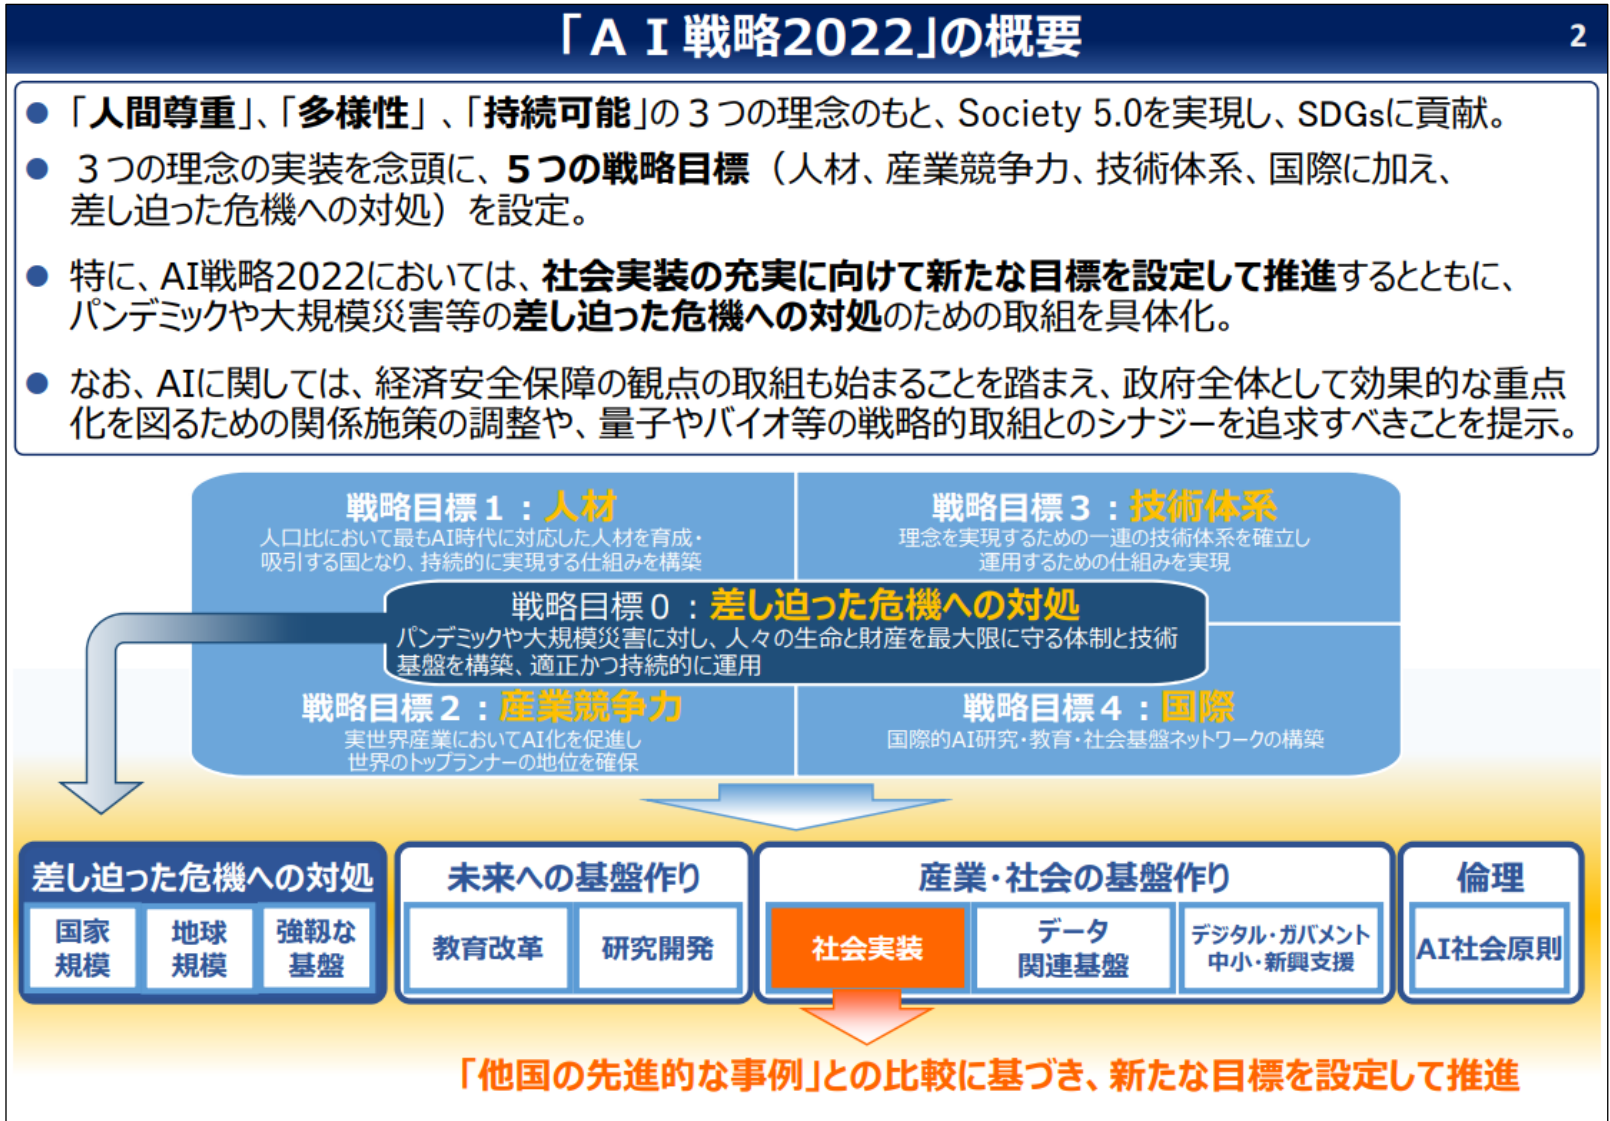 「ＡＩ戦略2022」の概要
2
● 「人間尊重」、「多様性」、「持続可能」の３つの理念のもと、Society 5.0を実現し、SDGsに貢献。
● ３つの理念の実装を念頭に、５つの戦略目標（人材、産業競争力、技術体系、国際に加え、
差し迫った危機への対処）を設定。
● 特に、AI戦略2022においては、社会実装の充実に向けて新たな目標を設定して推進するとともに、
パンデミックや大規模災害等の差し迫った危機への対処のための取組を具体化。
● なお、AIに関しては、経済安全保障の観点の取組も始まることを踏まえ、政府全体として効果的な重点
化を図るための関係施策の調整や、量子やバイオ等の戦略的取組とのシナジーを追求すべきことを提示。
戦略目標１：人材
人口比において最もAI時代に対応した人材を育成・
吸引する国となり、持続的に実現する仕組みを構築
戦略目標３：技術体系
理念を実現するための一連の技術体系を確立し
運用するための仕組みを実現
戦略目標０：差し迫った危機への対処
パンデミックや大規模災害に対し、人々の生命と財産を最大限に守る体制と技術
基盤を構築、適正かつ持続的に運用
戦略目標２：産業競争力
実世界産業においてAI化を促進し
世界のトップランナーの地位を確保
戦略目標４：国際
国際的AI研究・教育・社会基盤ネットワークの構築
差し迫った危機への対処
国家
規模
地球
規模
強靱な
基盤
未来への基盤作り
教育改革
研究開発
産業・社会の基盤作り
社会実装
データ
関連基盤
デジタル・ガバメント
中小・新興支援
倫理
AI社会原則
「他国の先進的な事例」との比較に基づき、新たな目標を設定して推進